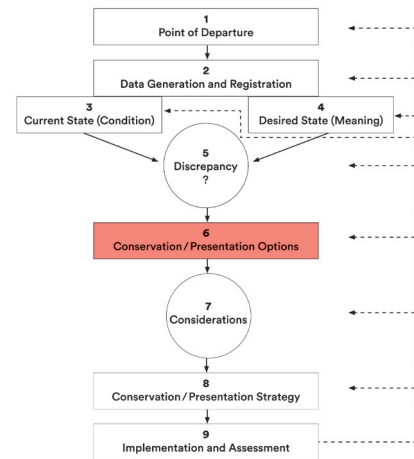 1
Point of Departure
2
Data Generation and Registration
3
Current State (Condition)
4
Desired State (Meaning)
5
Discrepancy
?
6
Conservation / Presentation Options
7
Considerations
8
Conservation / Presentation Strategy
9
Implementation and Assessment